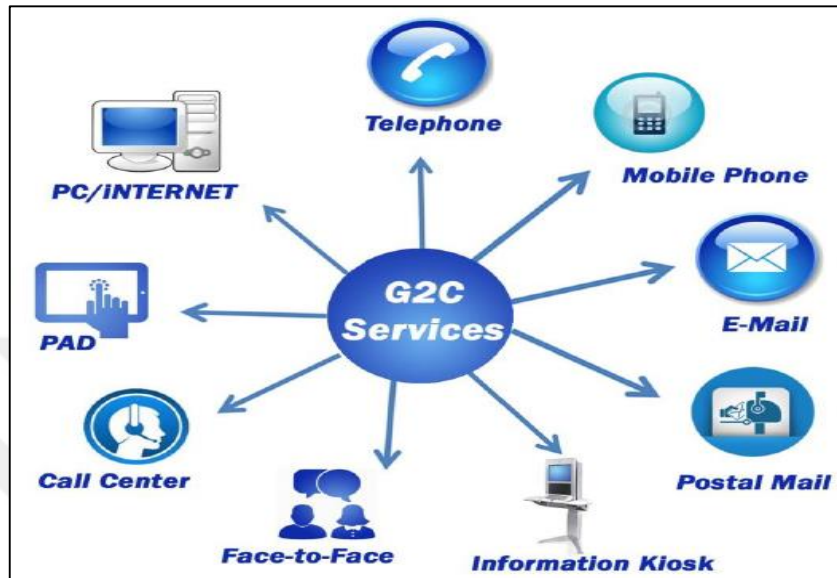 Telephone
Mobile Phone
PC/iNTERNET
E-Mail
G2C
Services
PAD
Call Center
Postal Mail
Face-to-Face
Information Kiosk